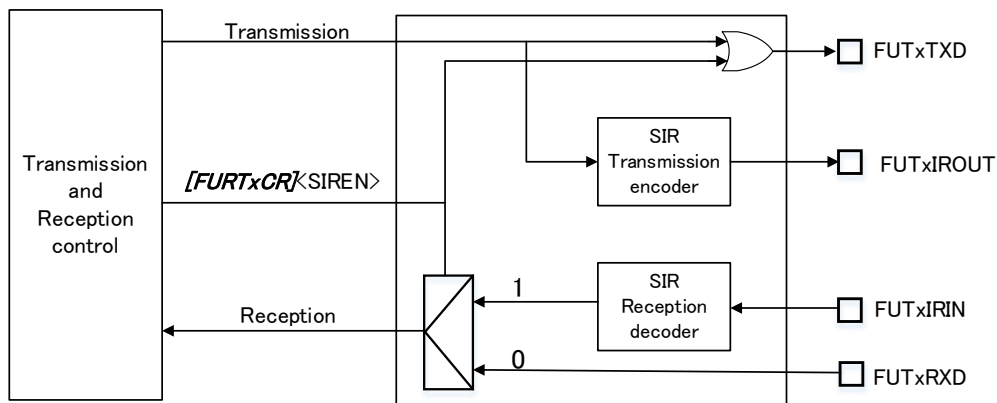 Transmission
FUTxTXD
SIR
Transmission
encoder
FUTxIROUT
Transmission
and
Reception
control
[FURTxCR]<SIREN>
1
SIR
Reception
decoder
FUTxIRIN
Reception
0
FUTxRXD